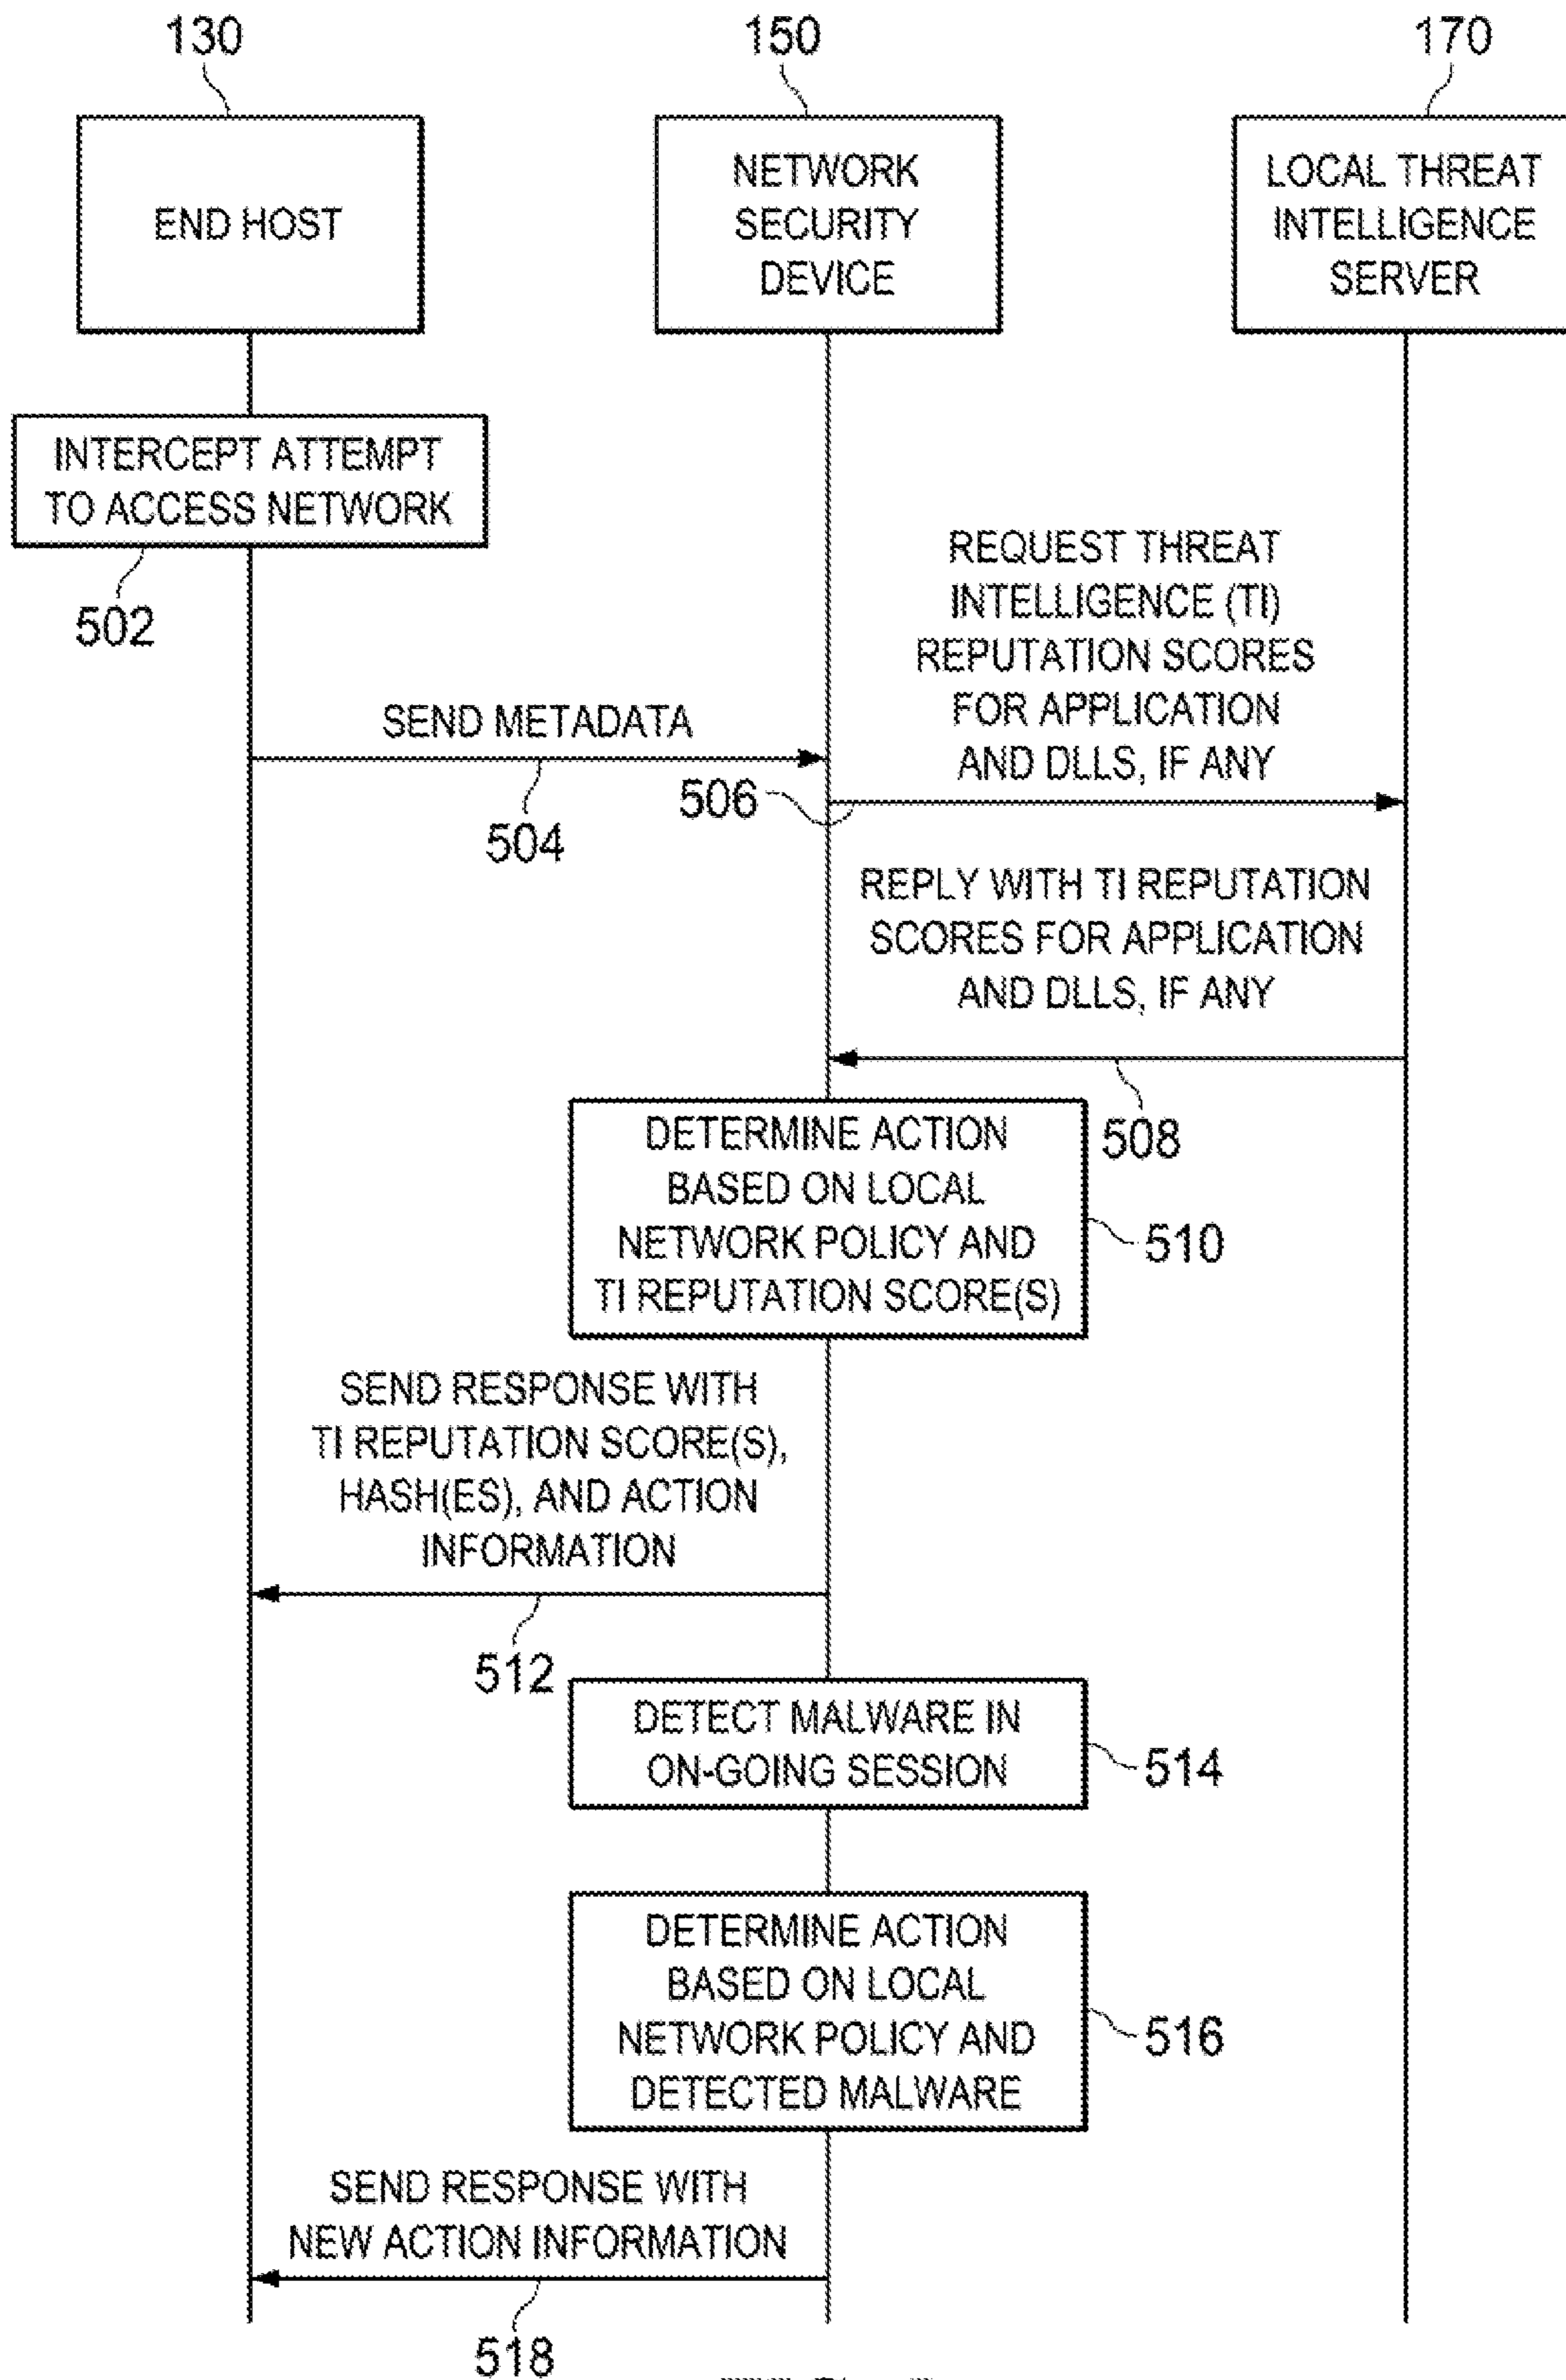 130
150
170
END HOST
NETWORK
SECURITY
DEVICE
LOCAL THREAT
INTELLIGENCE
SERVER
INTERCEPT ATTEMPT
TO ACCESS NETWORK
502
REQUEST THREAT
INTELLIGENCE (TI)
REPUTATION SCORES
FOR APPLICATION
AND DLLS, IF ANY
SEND METADATA
504
506
REPLY WITH TI REPUTATION
SCORES FOR APPLICATION
AND DLLS, IF ANY
508
DETERMINE ACTION
BASED ON LOCAL
NETWORK POLICY AND
TI REPUTATION SCORE(S)
510
SEND RESPONSE WITH
TI REPUTATION SCORE(S),
HASH(ES), AND ACTION
INFORMATION
512
DETECT MALWARE IN
ON-GOING SESSION
514
DETERMINE ACTION
BASED ON LOCAL
NETWORK POLICY AND
DETECTED MALWARE
516
SEND RESPONSE WITH
NEW ACTION INFORMATION
518